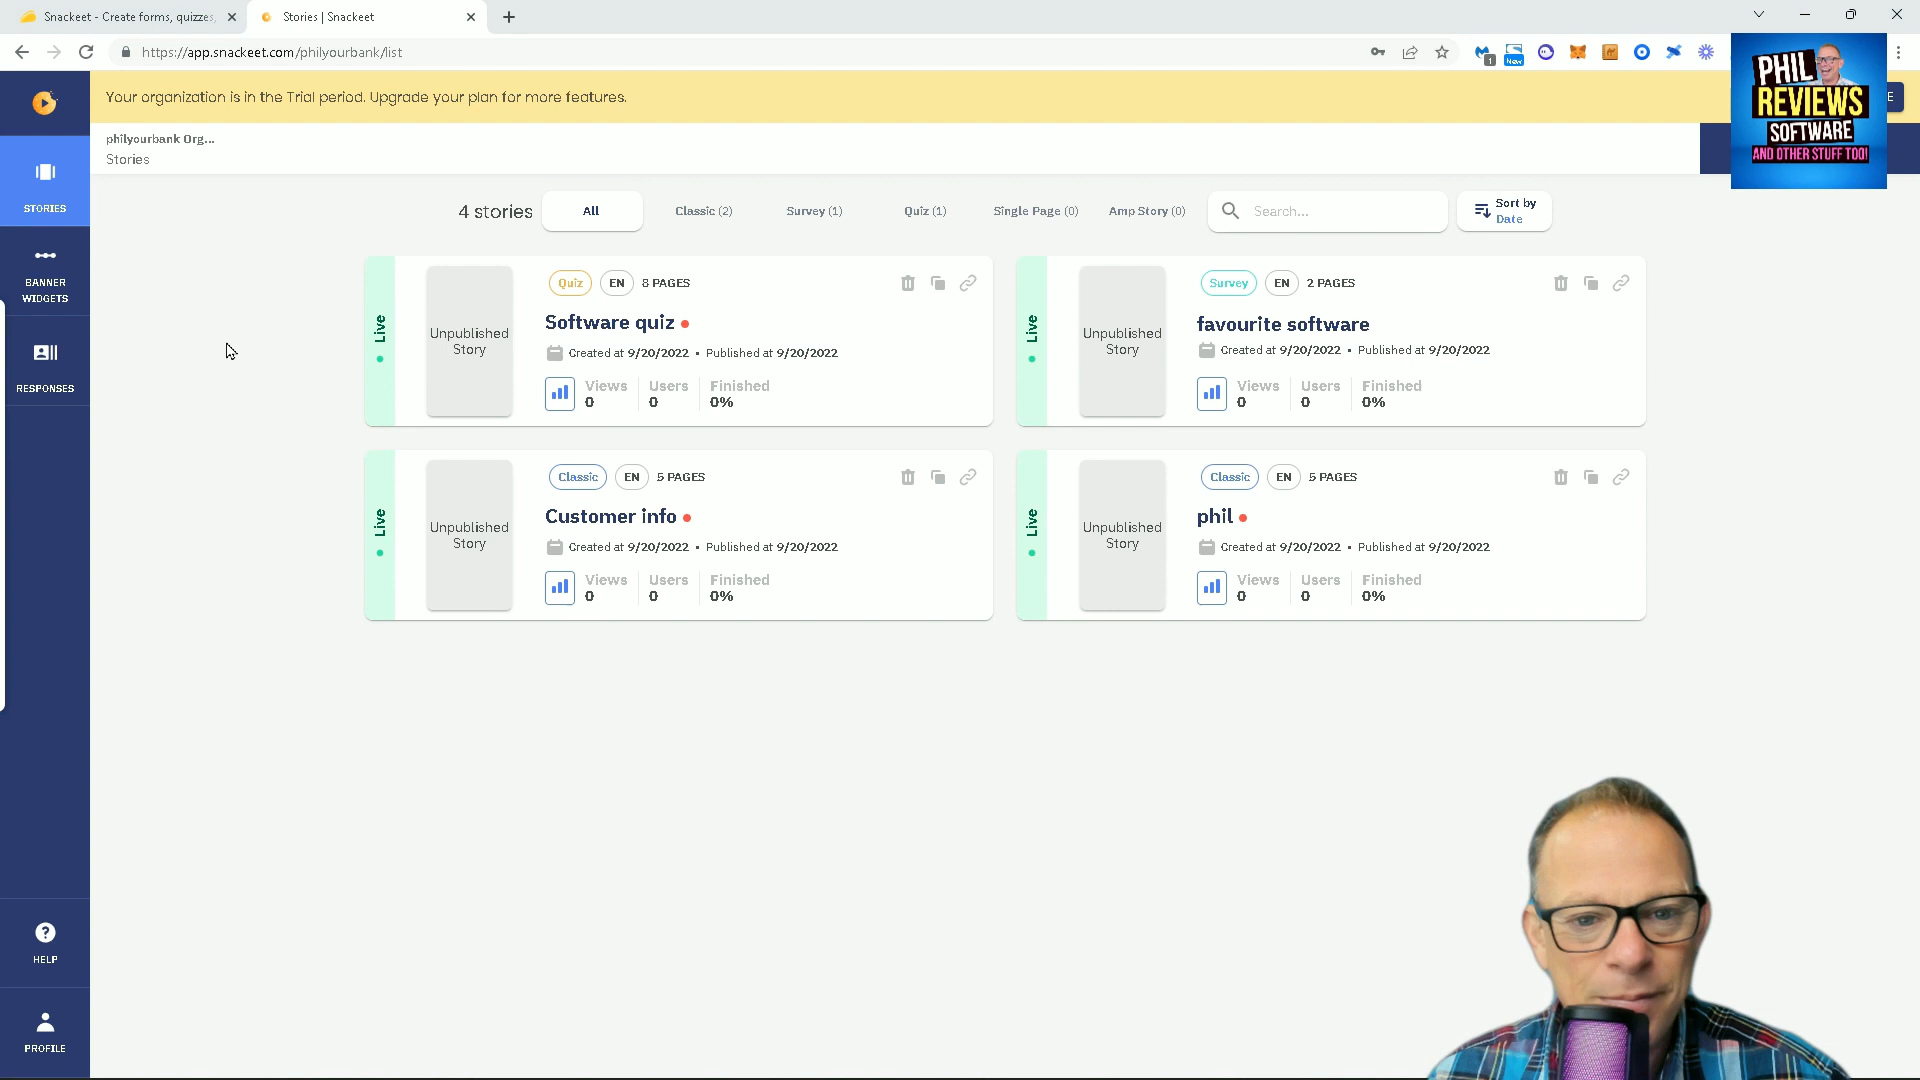 Snackeet - Create forms, quizzes,
Stories | Snackeet
https://app.snackeet.com/philyourbank/list
1
New
Your organization is in the Trial period. Upgrade your plan for more features.
E
PHIL
REVIEWS
SOFTWARE
AND OTHER STUFF TOO!
philyourbank Org...
Stories
STORIES
BANNER
WIDGETS
RESPONSES
HELP
PROFILE
4 stories
All
Classic (2)
Survey (1)
Quiz (1)
Single Page (0)
Amp Story (0)
Search...
Sort by
Date
Live
Unpublished
Story
Quiz
EN
8 PAGES
Software quiz
Created at 9/20/2022 • Published at 9/20/2022
Views
0
Users
0
Finished
0%
Live
Unpublished
Story
Survey
EN
2 PAGES
favourite software
Created at 9/20/2022 • Published at 9/20/2022
Views
0
Users
0
Finished
0%
Live
Unpublished
Story
Classic
EN
5 PAGES
Customer info
Created at 9/20/2022 • Published at 9/20/2022
Views
0
Users
0
Finished
0%
Live
Unpublished
Story
Classic
EN
5 PAGES
phil
Created at 9/20/2022 • Published at 9/20/2022
Views
0
Users
0
Finished
0%